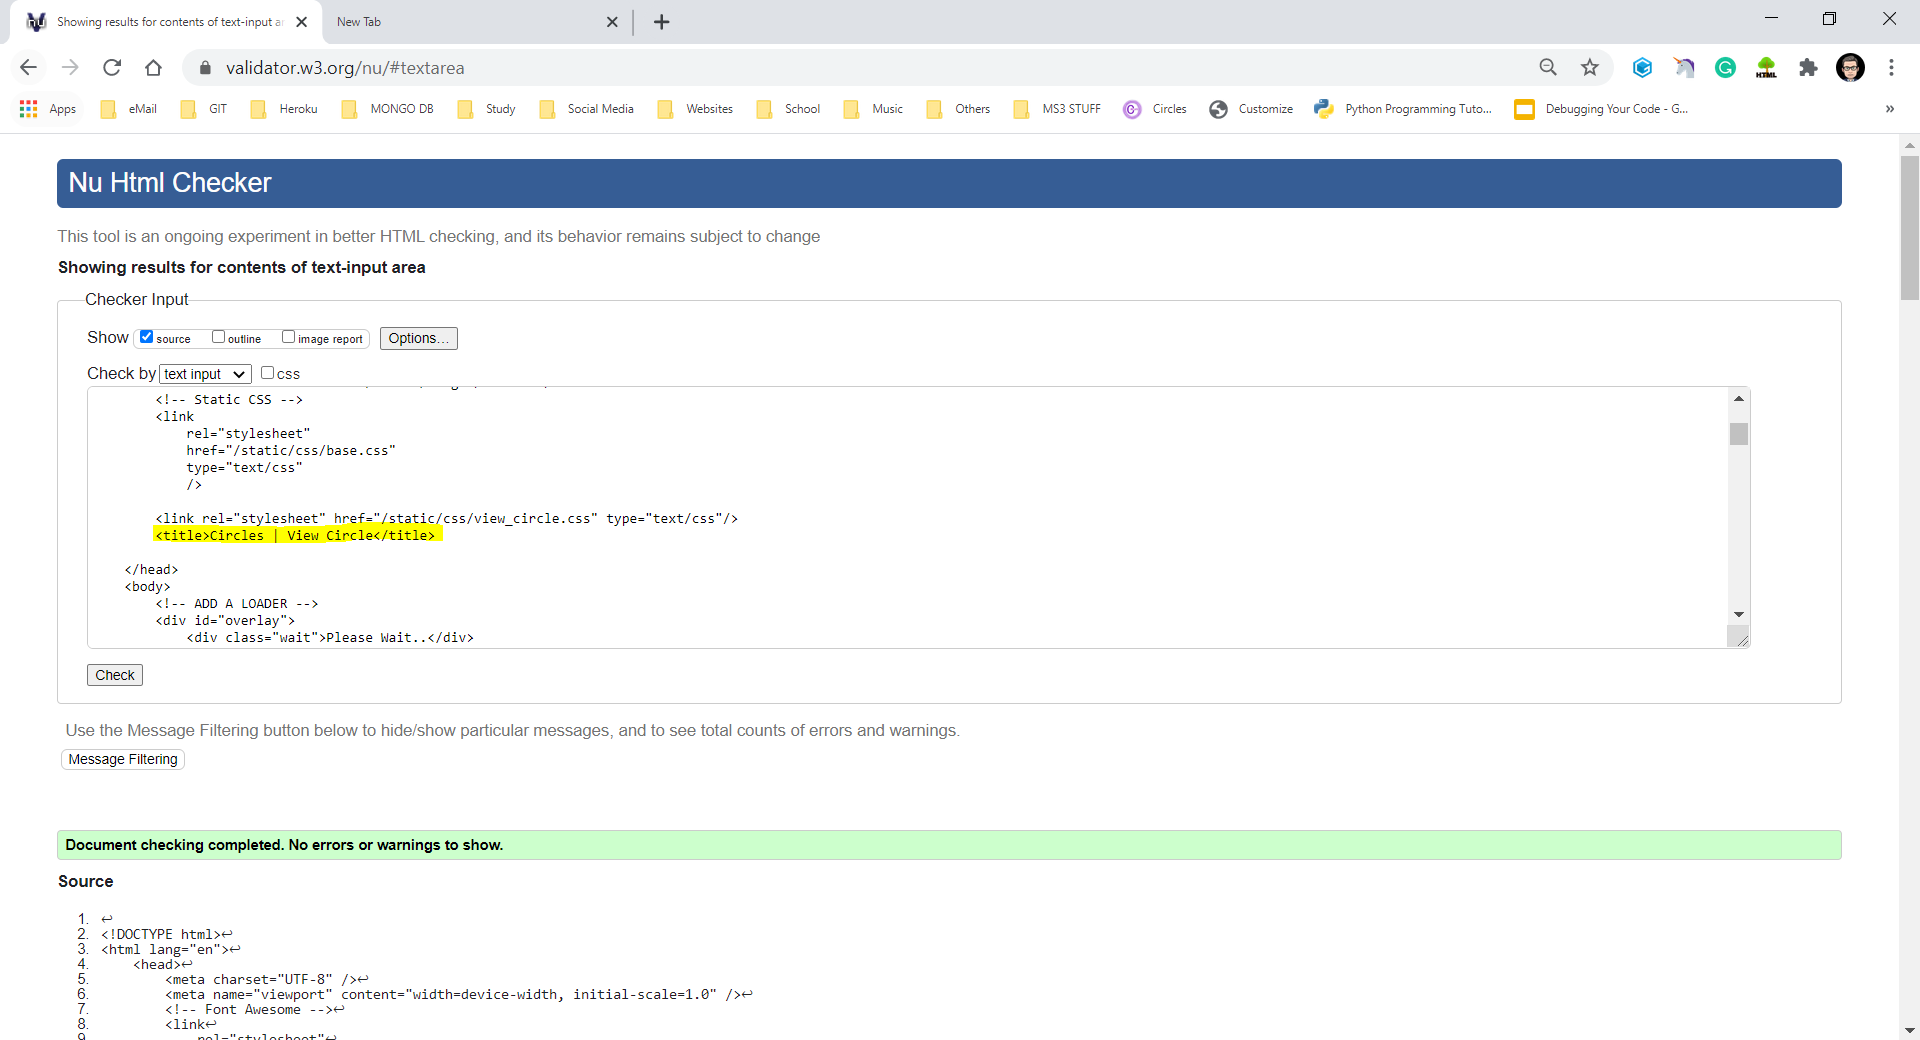 Showing results for contents of text-input ar
New Tab
validator.w3.org/nu/#textarea
Apps eMail GIT Heroku MONGO DB Study Social Media Websites School Music Others MS3 STUFF Circles Customize Python Programming Tuto... Debugging Your Code - G... »
Nu Html Checker
This tool is an ongoing experiment in better HTML checking, and its behavior remains subject to change
Showing results for contents of text-input area
Checker Input
Show source outline image report Options...
Check by text input css
<!-- Static CSS -->
<link
rel="stylesheet"
href="/static/css/base.css"
type="text/css"
/>
<link rel="stylesheet" href="/static/css/view_circle.css" type="text/css"/>
<title>Circles | View Circle</title>
</head>
<body>
<!-- ADD A LOADER -->
<div id="overlay">
<div class="wait">Please Wait..</div>
Check
Use the Message Filtering button below to hide/show particular messages, and to see total counts of errors and warnings.
Message Filtering
Document checking completed. No errors or warnings to show.
Source
1. ↩
2. <!DOCTYPE html>↩
3. <html lang="en">↩
4. <head>↩
5. <meta charset="UTF-8" />↩
6. <meta name="viewport" content="width=device-width, initial-scale=1.0" />↩
7. <!-- Font Awesome -->↩
8. <link↩
9. rel="stylesheet"↩